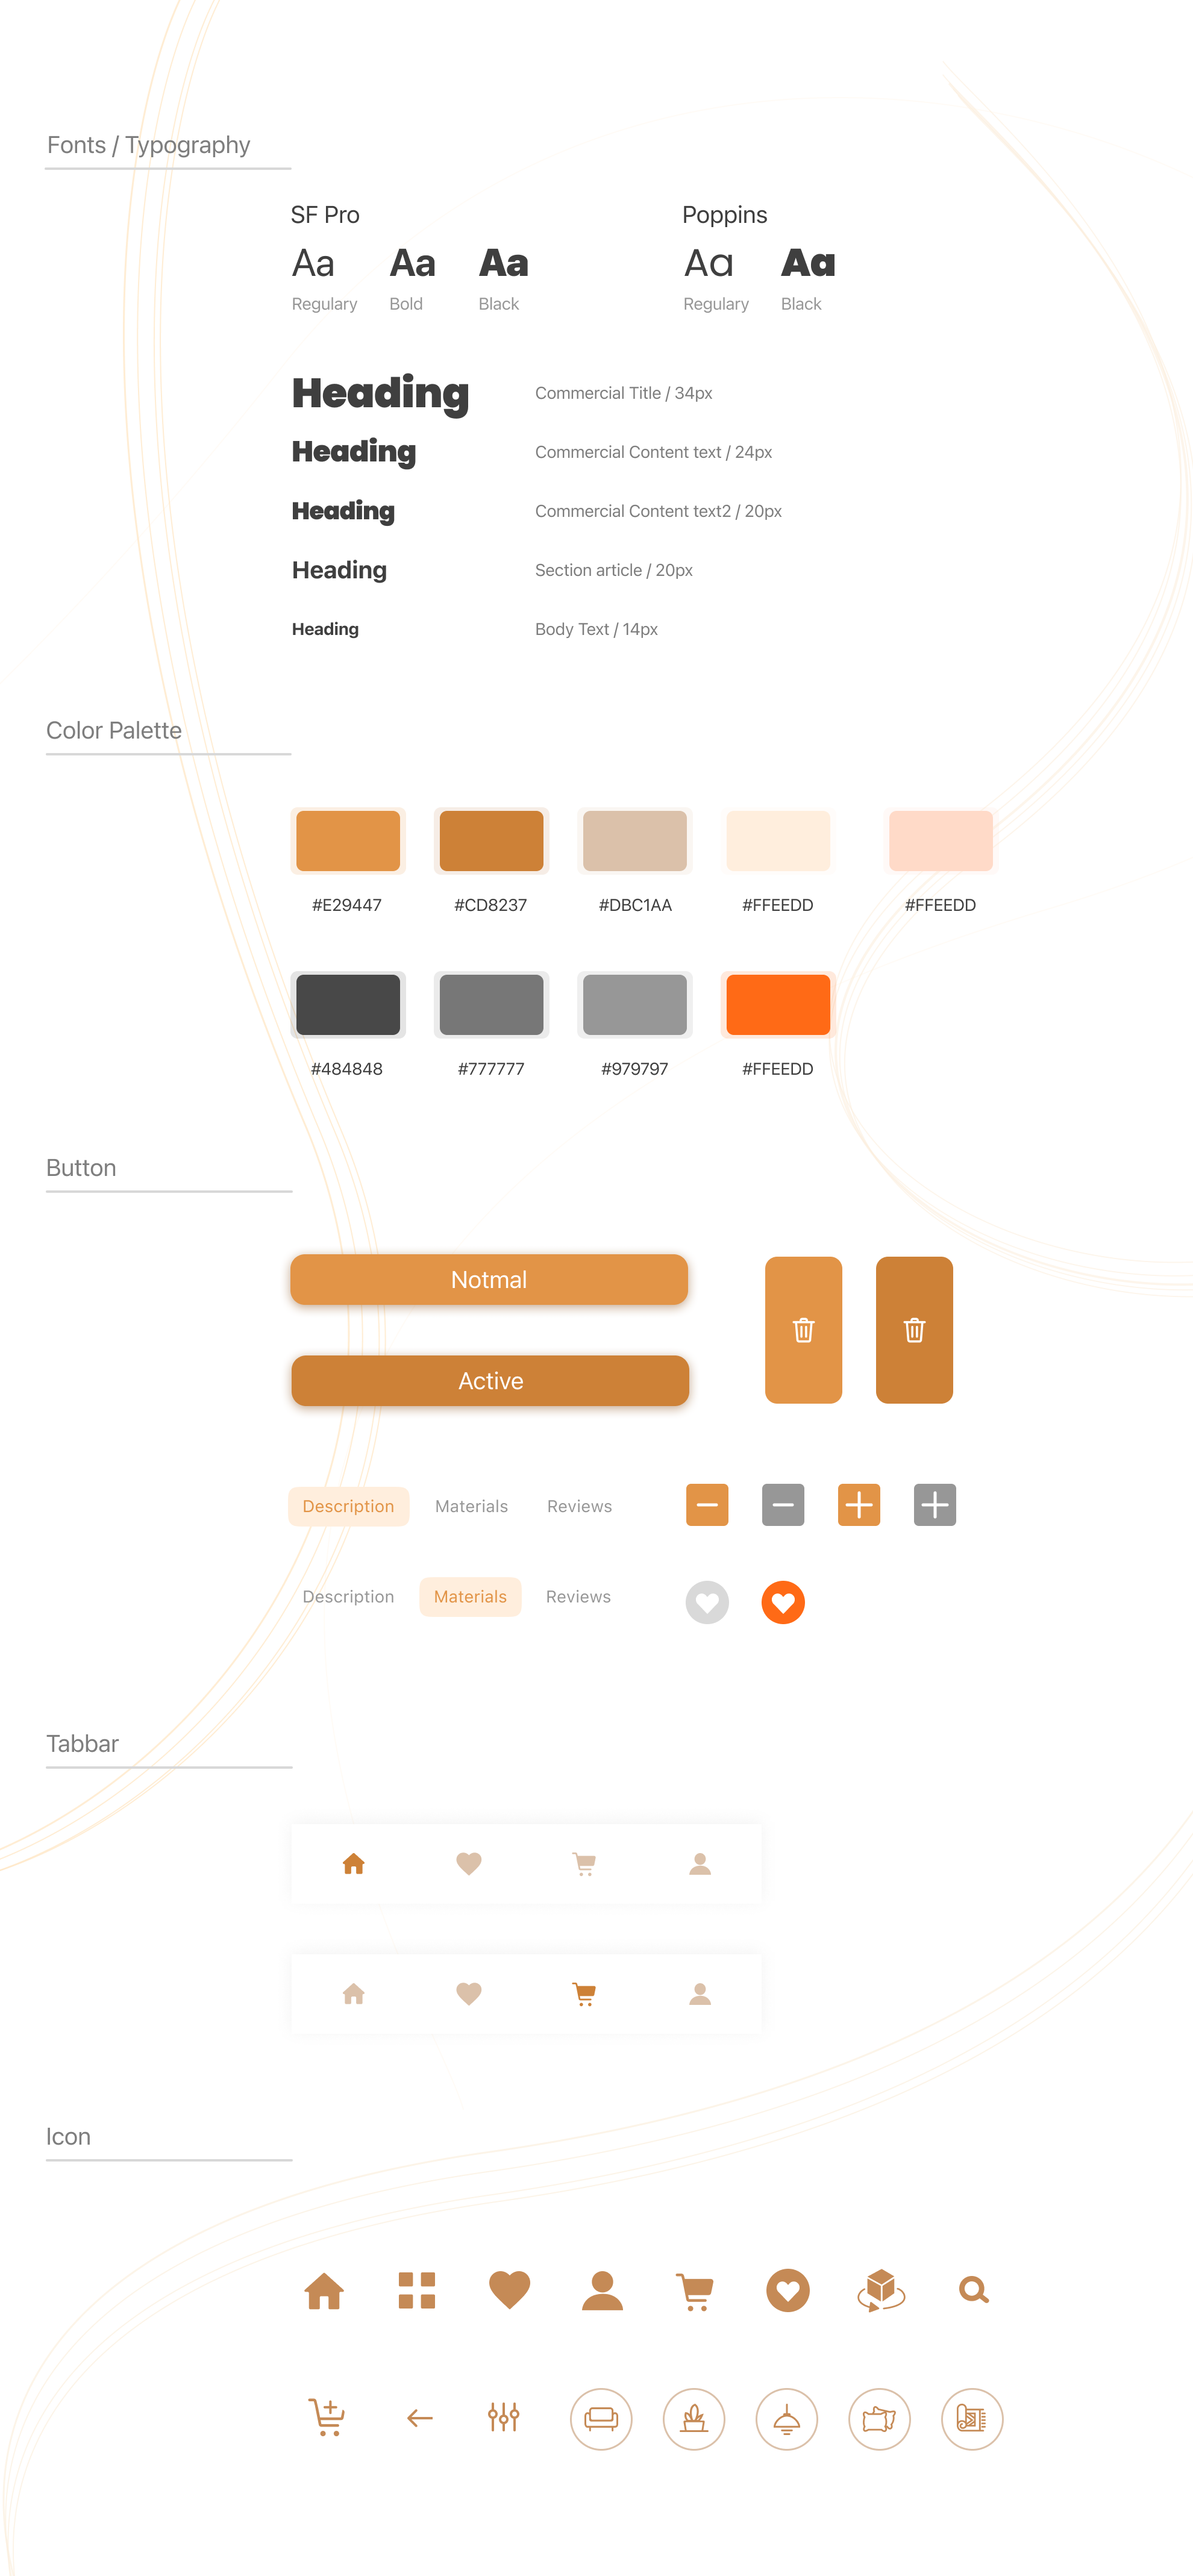 Fonts / Typography
SF Pro
Poppins
Aa Aa Aa
Aa Aa
Regulary Bold Black
Regulary Black
Heading Commercial Title / 34px
Heading Commercial Content text / 24px
Heading Commercial Content text2 / 20px
Heading Section article / 20px
Heading Body Text / 14px
Color Palette
#E29447 #CD8237 #DBC1AA #FFEEDD #FFEEDD
#484848 #777777 #979797 #FFEEDD
Button
Notmal
Active
Description Materials Reviews
Description Materials Reviews
Tabbar
Icon